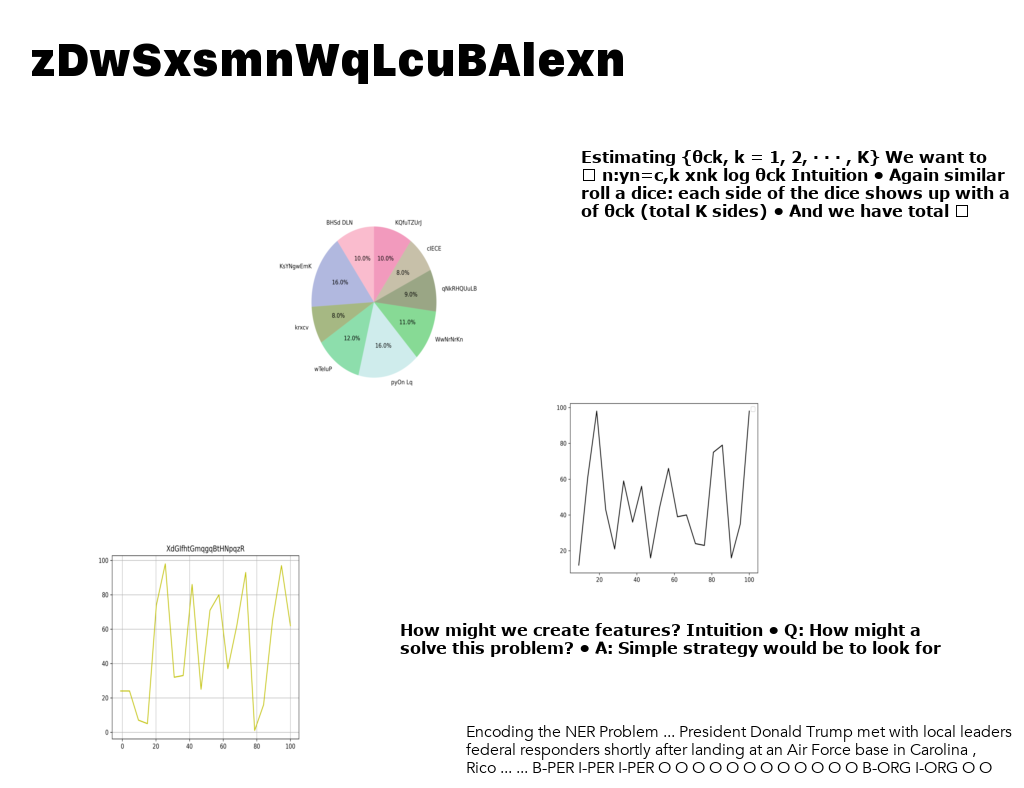 zDwSxsmnWqLcuBAlexn
Estimating {θck, k = 1, 2, · · · , K} We want to
□ n:yn=c,k xnk log θck Intuition • Again similar
roll a dice: each side of the dice shows up with a
of θck (total K sides) • And we have total □
BHSd DLN
KQfuTZUrJ
clECE
KsYNgwEmK
qNkRHQUuLB
krxcv
WwNrNrKn
wTeluP
pyOn Lq
10.0%
10.0%
8.0%
16.0%
9.0%
8.0%
11.0%
12.0%
16.0%
100
80
60
40
20
20 40 60 80 100
XdGlfhtGmqgqBtHNpqzR
100
80
60
40
20
0
0 20 40 60 80 100
How might we create features? Intuition • Q: How might a
solve this problem? • A: Simple strategy would be to look for
Encoding the NER Problem ... President Donald Trump met with local leaders
federal responders shortly after landing at an Air Force base in Carolina ,
Rico ... ... B-PER I-PER I-PER O O O O O O O O O O O O B-ORG I-ORG O O